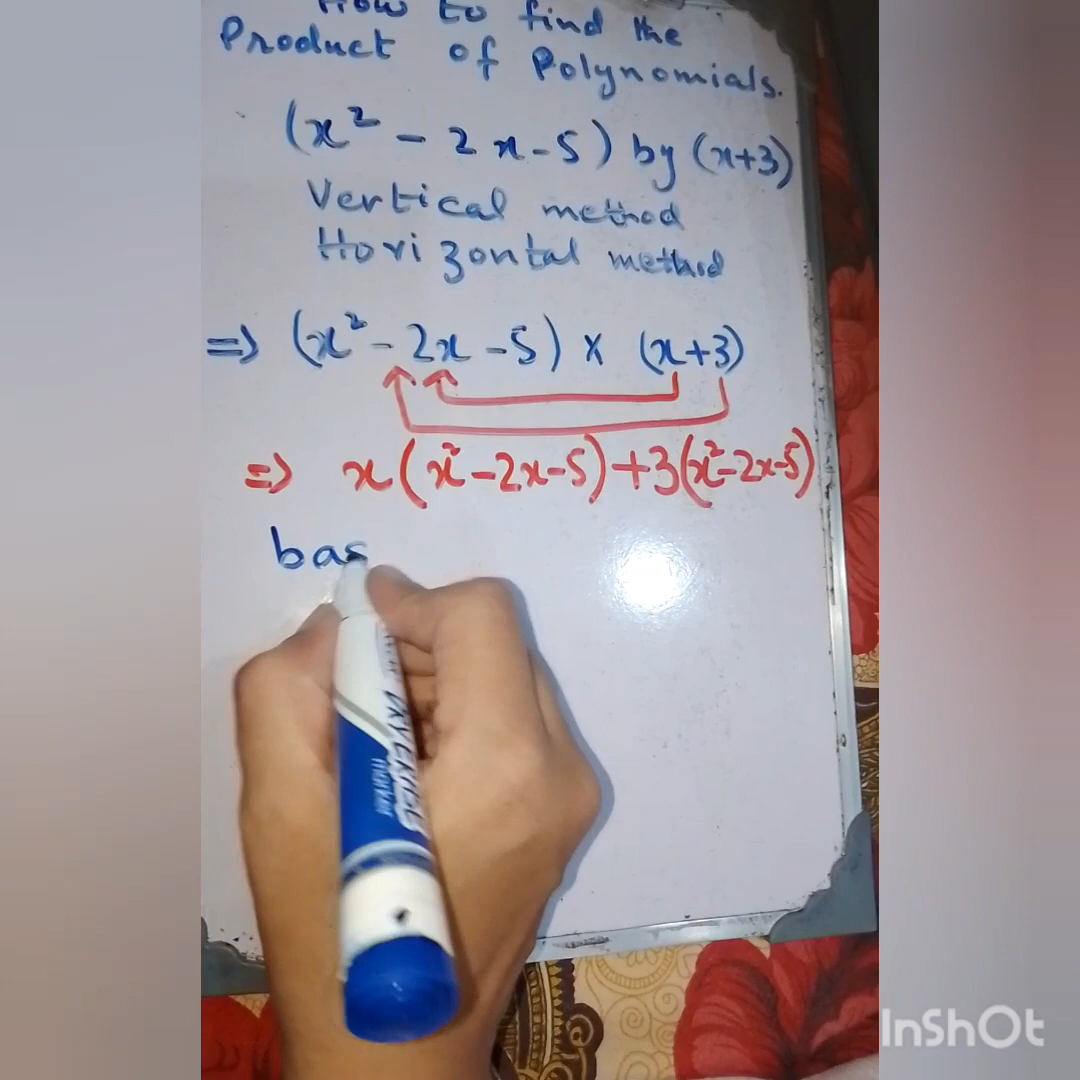 How to find the
Product of Polynomials.
(x² - 2x - 5) by (x+3)
Vertical method
Horizontal method
=> (x² - 2x - 5) × (x+3)
=> x(x² - 2x - 5) + 3(x² - 2x - 5)
bas
marker
InShOt